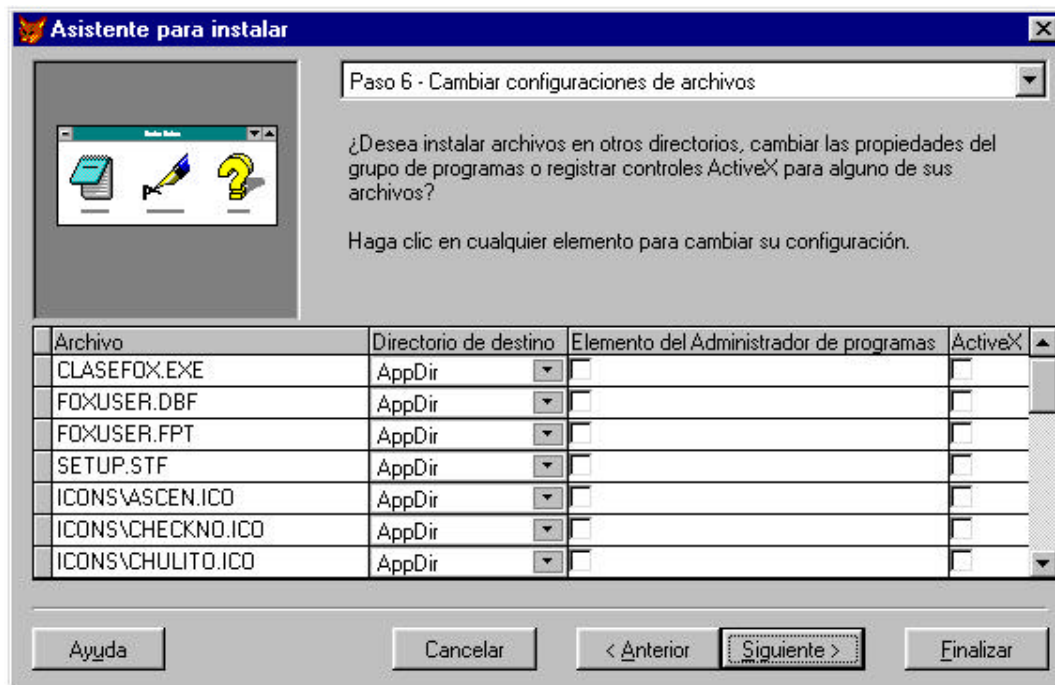 Asistente para instalar
Paso 6 - Cambiar configuraciones de archivos
¿Desea instalar archivos en otros directorios, cambiar las propiedades del
grupo de programas o registrar controles ActiveX para alguno de sus
archivos?
Haga clic en cualquier elemento para cambiar su configuración.
Archivo Directorio de destino Elemento del Administrador de programas ActiveX
CLASEFOX.EXE AppDir
FOXUSER.DBF AppDir
FOXUSER.FPT AppDir
SETUP.STF AppDir
ICONS\ASCEN.ICO AppDir
ICONS\CHECKNO.ICO AppDir
ICONS\CHULITO.ICO AppDir
Ayuda Cancelar < Anterior Siguiente > Finalizar